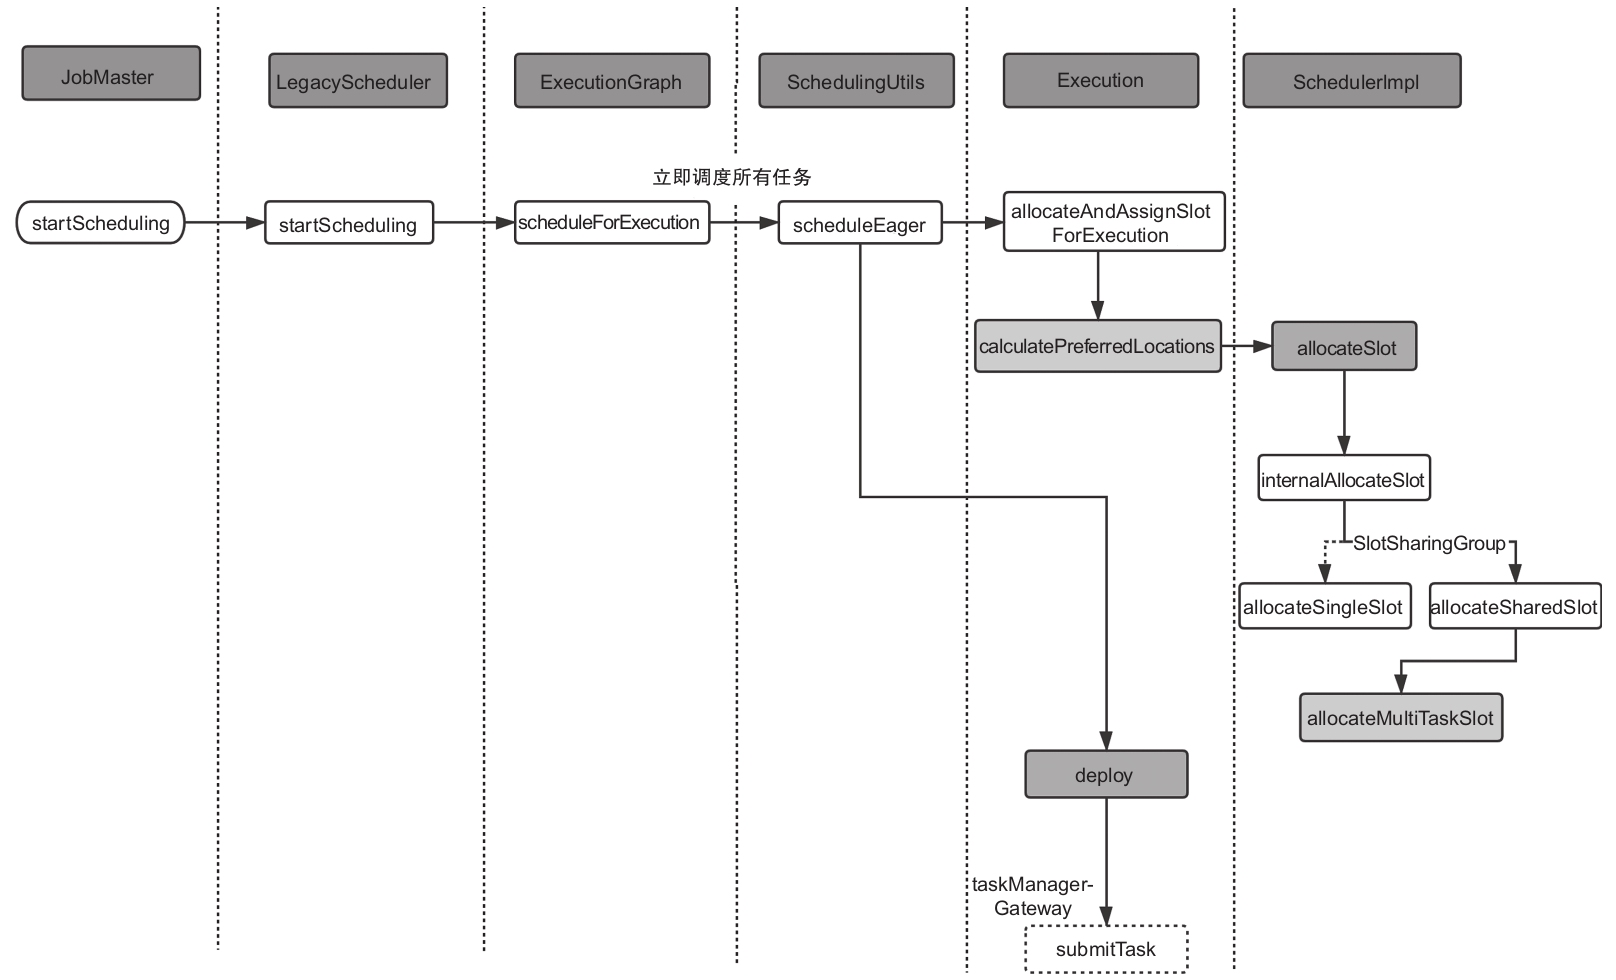 JobMaster
LegacyScheduler
ExecutionGraph
SchedulingUtils
Execution
SchedulerImpl
立即调度所有任务
startScheduling
startScheduling
scheduleForExecution
scheduleEager
allocateAndAssignSlot
ForExecution
calculatePreferredLocations
allocateSlot
internalAllocateSlot
SlotSharingGroup
allocateSingleSlot
allocateSharedSlot
allocateMultiTaskSlot
deploy
taskManager-
Gateway
submitTask